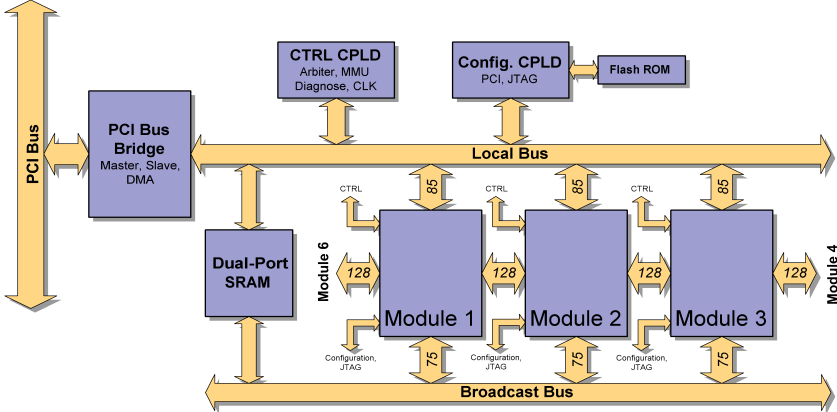 CTRL CPLD
Arbiter, MMU
Diagnose, CLK
Config. CPLD
PCI, JTAG
Flash ROM
PCI Bus
PCI Bus
Bridge
Master, Slave,
DMA
Local Bus
85
85
85
CTRL
CTRL
CTRL
Dual-Port
SRAM
Module 6
128
128
128
128
Module 4
Module 1
Module 2
Module 3
Configuration,
JTAG
Configuration,
JTAG
Configuration,
JTAG
75
75
75
Broadcast Bus